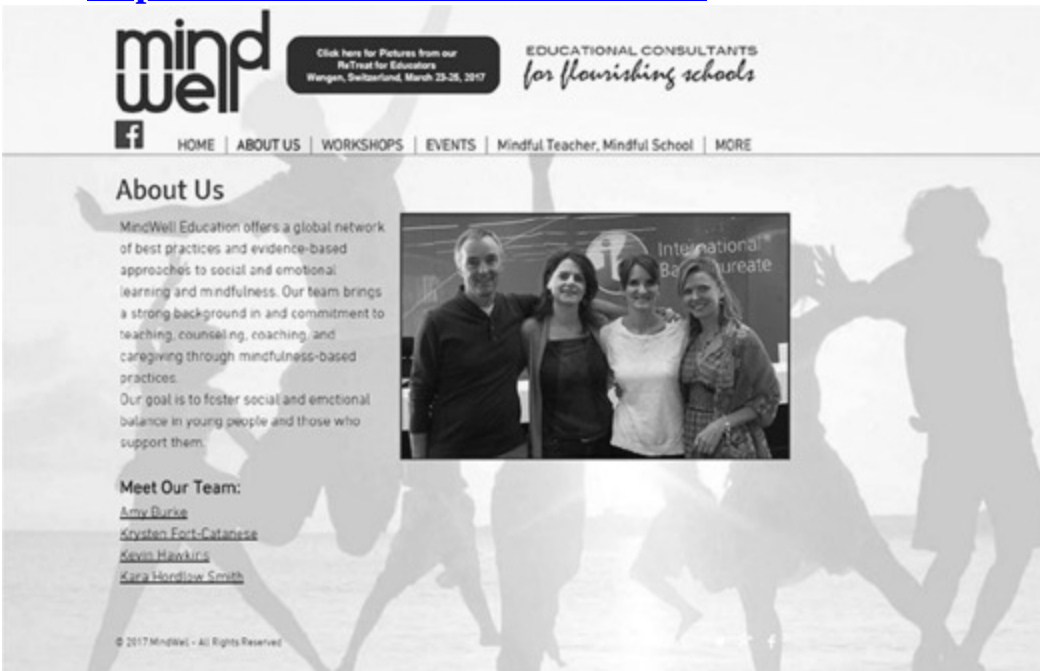 mind
well
Click here for Pictures from our
ReTreat for Educators
Wengen, Switzerland, March 23-25, 2017
EDUCATIONAL CONSULTANTS
for flourishing schools
f
HOME | ABOUT US | WORKSHOPS | EVENTS | Mindful Teacher, Mindful School | MORE
About Us
MindWell Education offers a global network
of best practices and evidence-based
approaches to social and emotional
learning and mindfulness. Our team brings
a strong background in and commitment to
teaching, counseling, coaching, and
caregiving through mindfulness-based
practices.
Our goal is to foster social and emotional
balance in young people and those who
support them.
International
Ba aureate
Meet Our Team:
Amy Burke
Krysten Fort-Catanese
Kevin Hawkins
Kara Hordlow Smith
© 2017 MindWell - All Rights Reserved